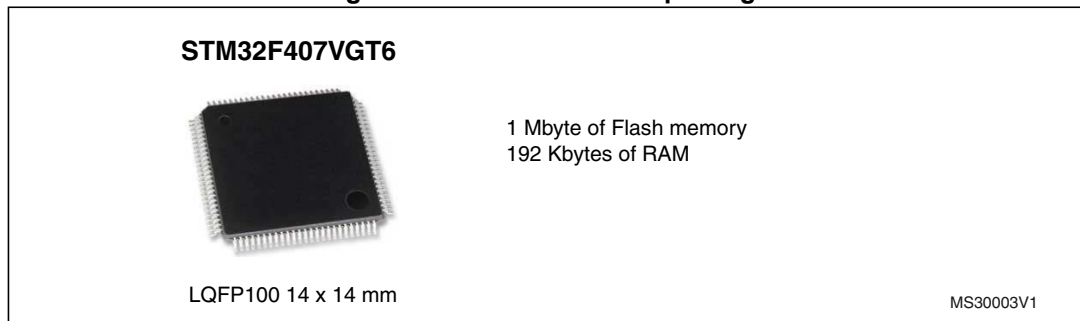 STM32F407VGT6
1 Mbyte of Flash memory
192 Kbytes of RAM
LQFP100 14 x 14 mm
MS30003V1